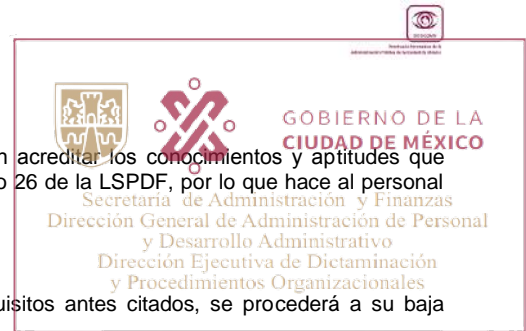 GOBIERNO DE LA
CIUDAD DE MÉXICO
acreditar los conocimientos y aptitudes que
26 de la LSPDF, por lo que hace al personal
Secretaría de Administración y Finanzas
Dirección General de Administración de Personal
y Desarrollo Administrativo
Dirección Ejecutiva de Dictaminación
y Procedimientos Organizacionales
antes citados, se procederá a su baja